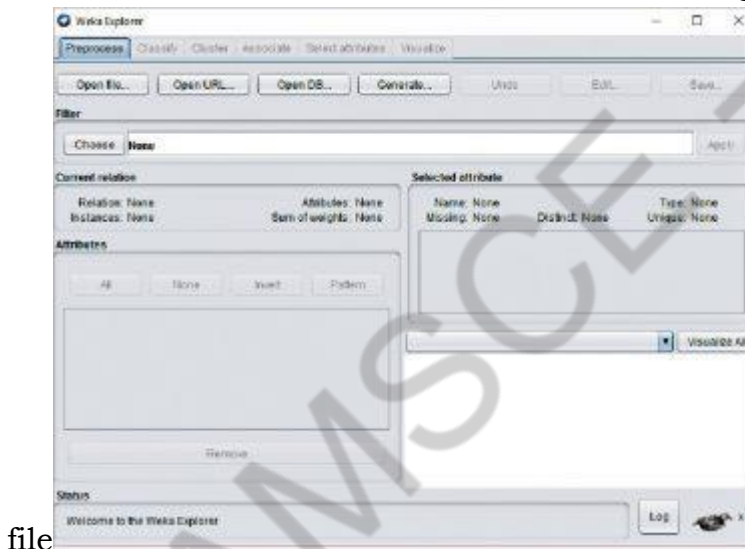 Weka Explorer
Preprocess Classify Cluster Associate Select attributes Visualize
Open file... Open URL... Open DB... Generate... Undo Edit... Save...
Filter
Choose None Apply
Current relation
Relation: None Attributes: None
Instances: None Sum of weights: None
Selected attribute
Name: None Type: None
Missing: None Distinct: None Unique: None
Attributes
All None Invert Pattern
Visualize All
Remove
Status
Welcome to the Weka Explorer
Log x
file
AMSCE